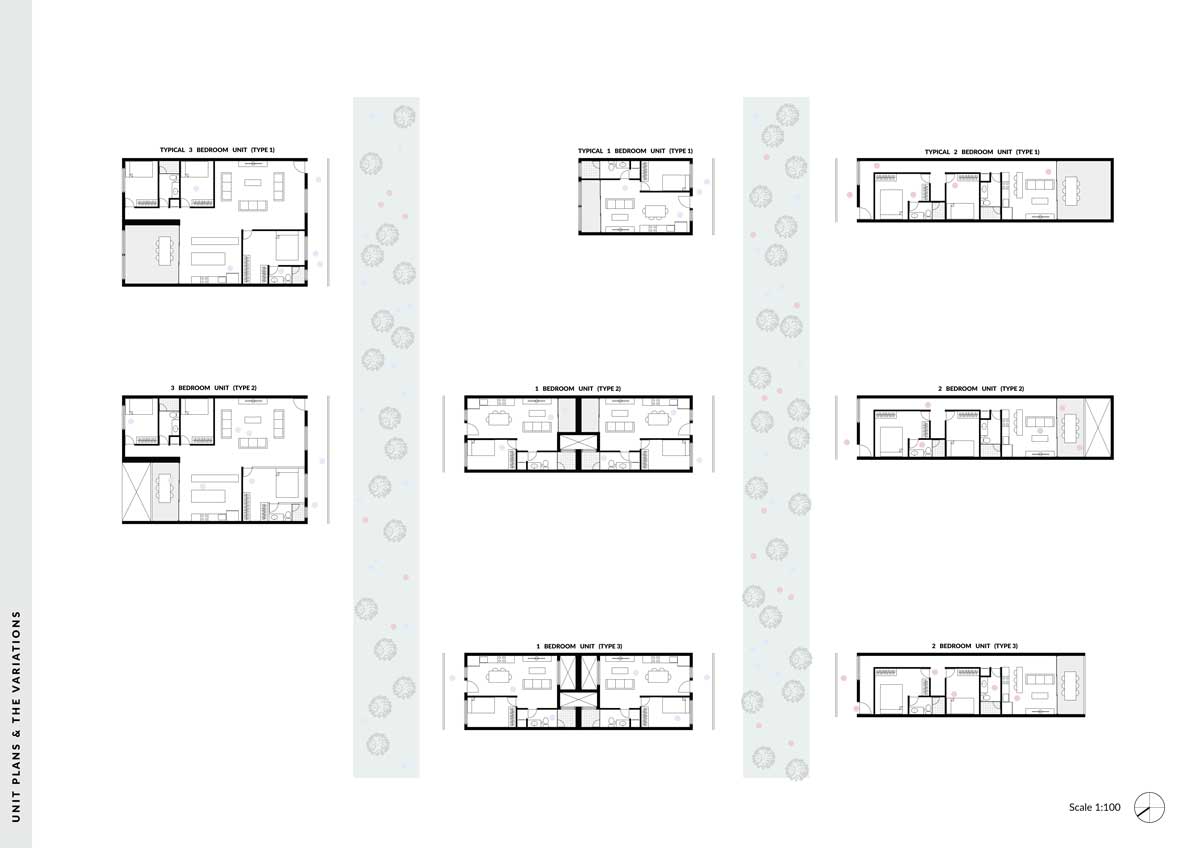 UNIT PLANS & THE VARIATIONS
TYPICAL 3 BEDROOM UNIT (TYPE 1)
TYPICAL 1 BEDROOM UNIT (TYPE 1)
TYPICAL 2 BEDROOM UNIT (TYPE 1)
3 BEDROOM UNIT (TYPE 2)
1 BEDROOM UNIT (TYPE 2)
2 BEDROOM UNIT (TYPE 2)
1 BEDROOM UNIT (TYPE 3)
2 BEDROOM UNIT (TYPE 3)
Scale 1:100